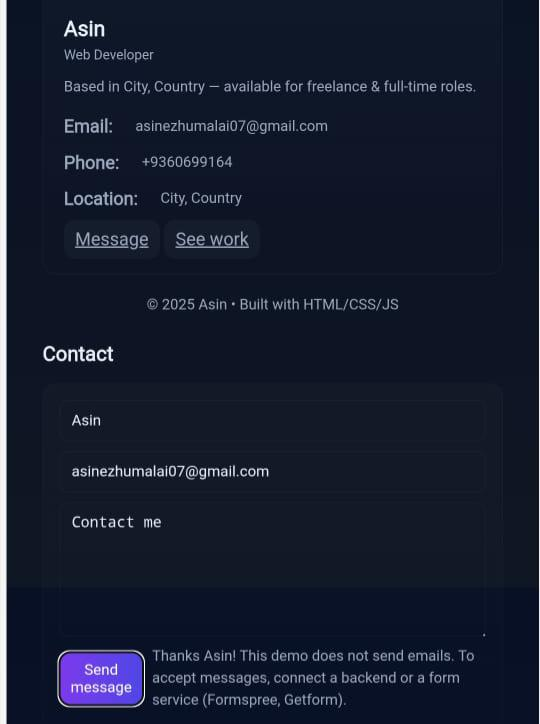 Asin
Web Developer
Based in City, Country — available for freelance & full-time roles.
Email: asinezhumalai07@gmail.com
Phone: +9360699164
Location: City, Country
Message See work
© 2025 Asin • Built with HTML/CSS/JS
Contact
Asin
asinezhumalai07@gmail.com
Contact me
Send
message
Thanks Asin! This demo does not send emails. To
accept messages, connect a backend or a form
service (Formspree, Getform).